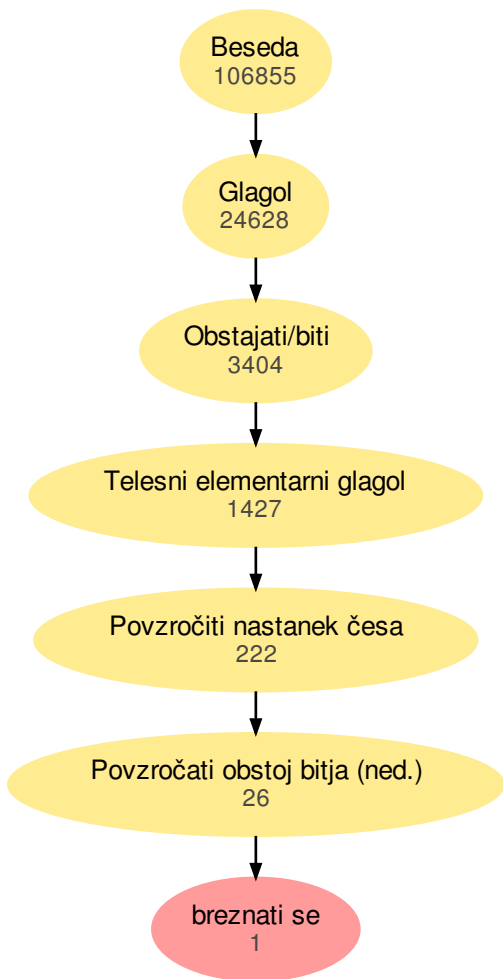 Beseda
106855
Glagol
24628
Obstajati/biti
3404
Telesni elementarni glagol
1427
Povzročiti nastanek česa
222
Povzročati obstoj bitja (ned.)
26
breznati se
1